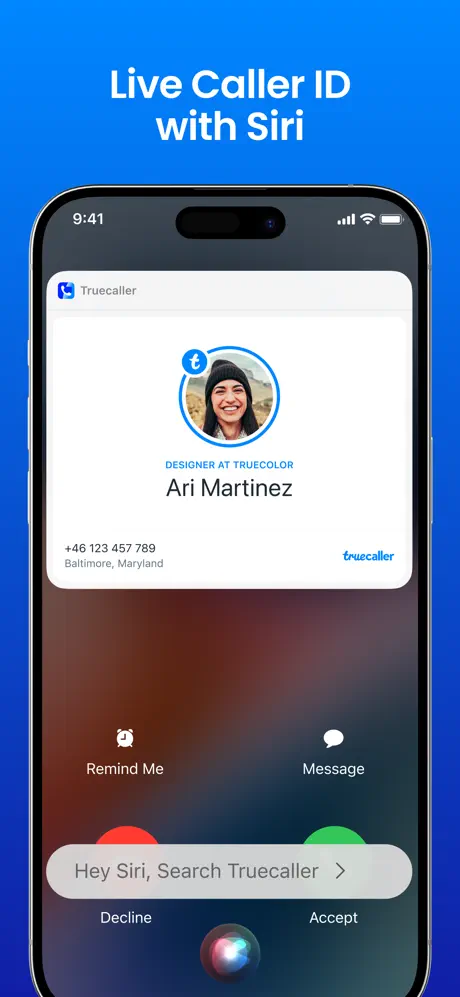 Live Caller ID
with Siri
9:41
Truecaller
t
DESIGNER AT TRUECOLOR
Ari Martinez
+46 123 457 789
Baltimore, Maryland
truecaller
Remind Me
Message
Hey Siri, Search Truecaller
Decline
Accept